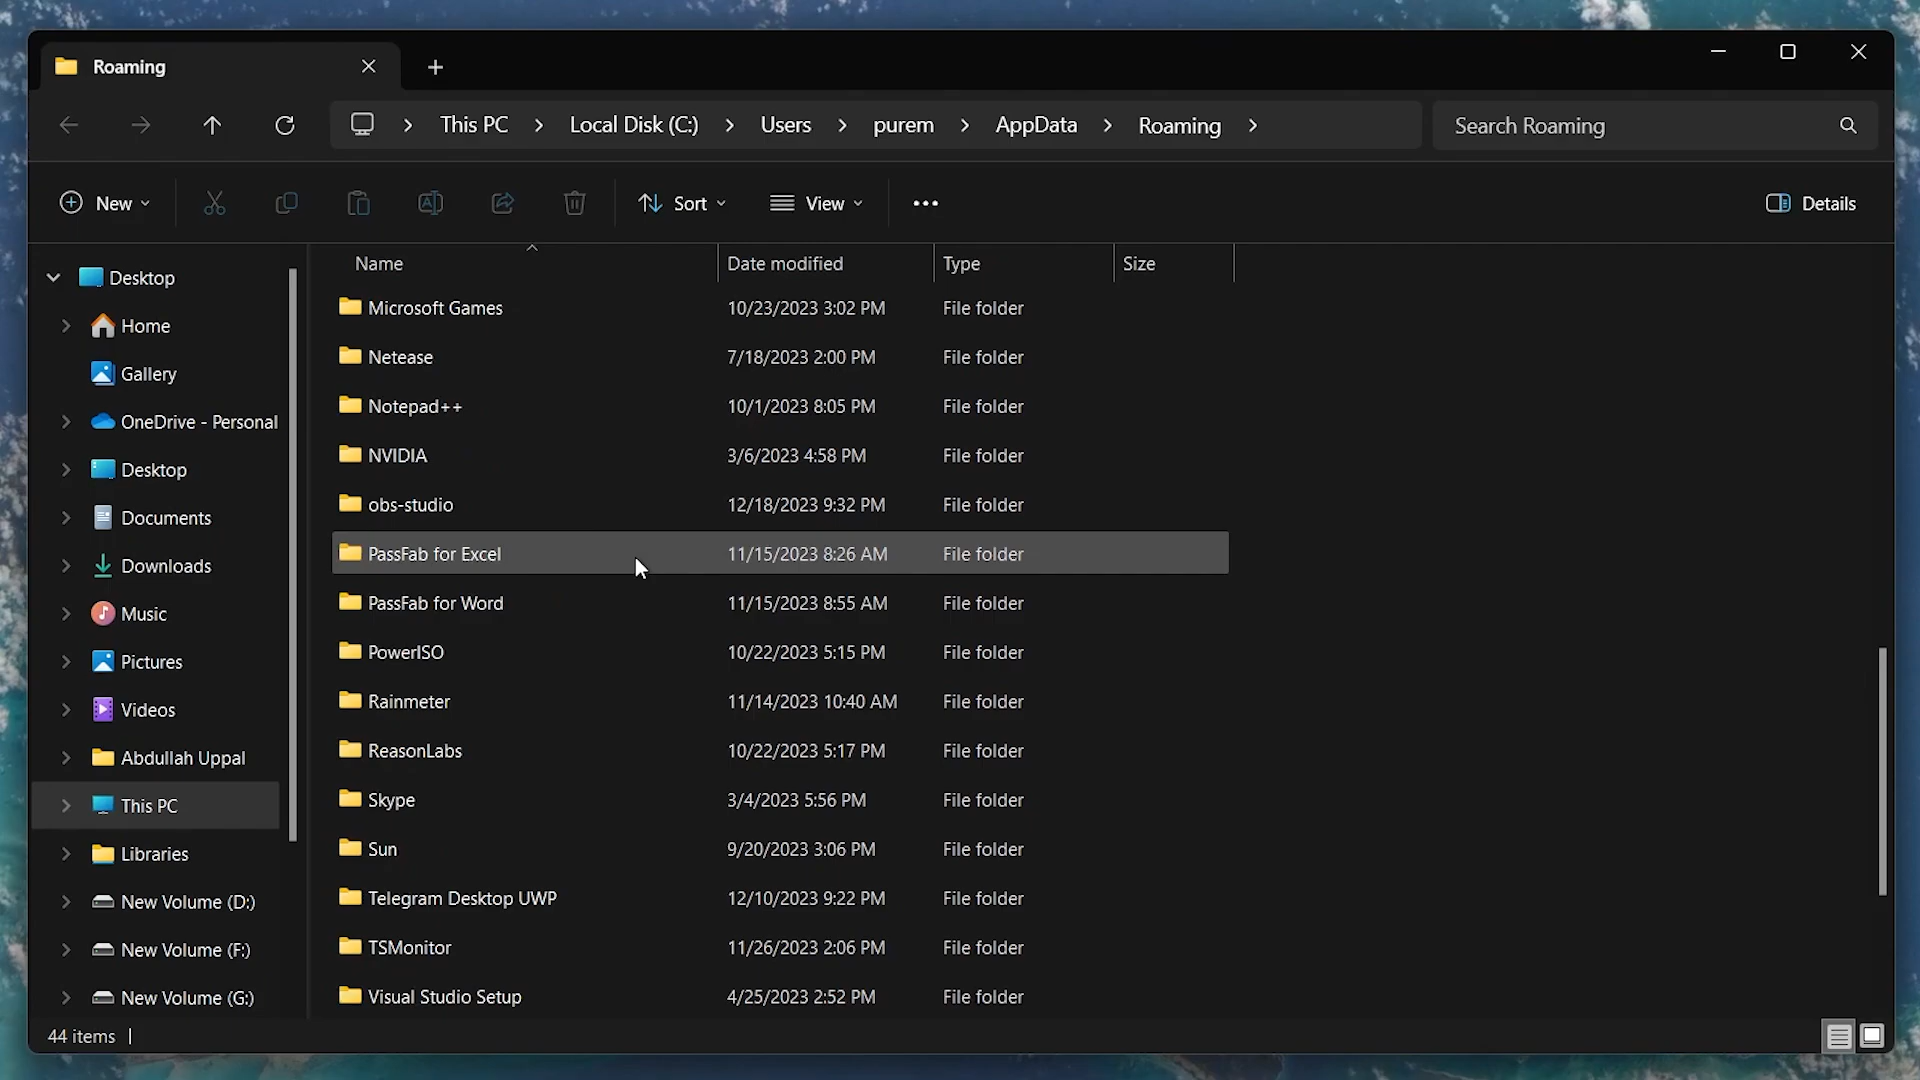 Roaming
This PC
Local Disk (C:)
Users
purem
AppData
Roaming
Search Roaming
New
Sort
View
Details
Desktop
Home
Gallery
OneDrive - Personal
Desktop
Documents
Downloads
Music
Pictures
Videos
Abdullah Uppal
This PC
Libraries
New Volume (D:)
New Volume (F:)
New Volume (G:)
Name Date modified Type Size
Microsoft Games 10/23/2023 3:02 PM File folder
Netease 7/18/2023 2:00 PM File folder
Notepad++ 10/1/2023 8:05 PM File folder
NVIDIA 3/6/2023 4:58 PM File folder
obs-studio 12/18/2023 9:32 PM File folder
PassFab for Excel 11/15/2023 8:26 AM File folder
PassFab for Word 11/15/2023 8:55 AM File folder
PowerISO 10/22/2023 5:15 PM File folder
Rainmeter 11/14/2023 10:40 AM File folder
ReasonLabs 10/22/2023 5:17 PM File folder
Skype 3/4/2023 5:56 PM File folder
Sun 9/20/2023 3:06 PM File folder
Telegram Desktop UWP 12/10/2023 9:22 PM File folder
TSMonitor 11/26/2023 2:06 PM File folder
Visual Studio Setup 4/25/2023 2:52 PM File folder
44 items